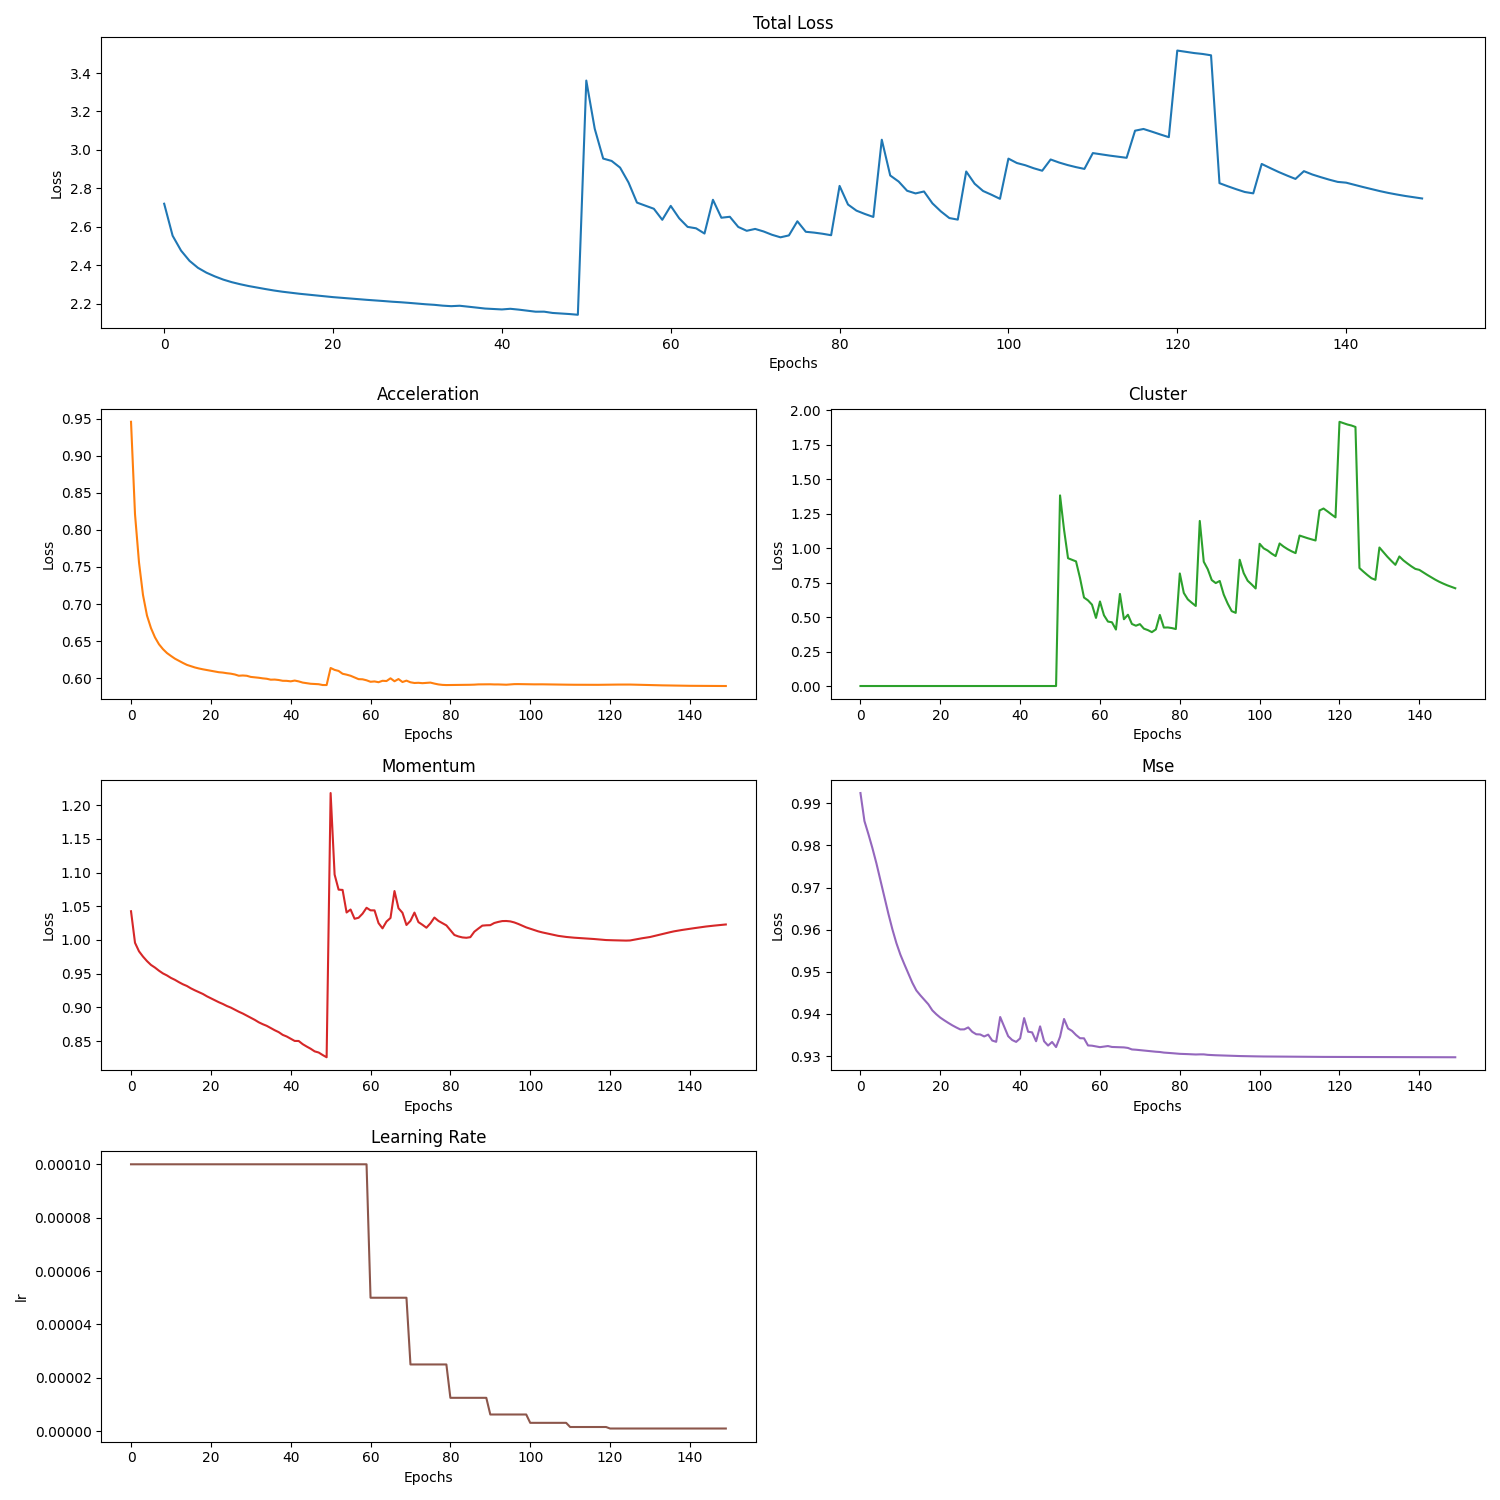 Total Loss
3.4
3.2
3.0
2.8
2.6
2.4
2.2
Loss
0 20 40 60 80 100 120 140
Epochs
Acceleration
0.95
0.90
0.85
0.80
0.75
0.70
0.65
0.60
Loss
0 20 40 60 80 100 120 140
Epochs
Cluster
2.00
1.75
1.50
1.25
1.00
0.75
0.50
0.25
0.00
Loss
0 20 40 60 80 100 120 140
Epochs
Momentum
1.20
1.15
1.10
1.05
1.00
0.95
0.90
0.85
Loss
0 20 40 60 80 100 120 140
Epochs
Mse
0.99
0.98
0.97
0.96
0.95
0.94
0.93
Loss
0 20 40 60 80 100 120 140
Epochs
Learning Rate
0.00010
0.00008
0.00006
0.00004
0.00002
0.00000
lr
0 20 40 60 80 100 120 140
Epochs